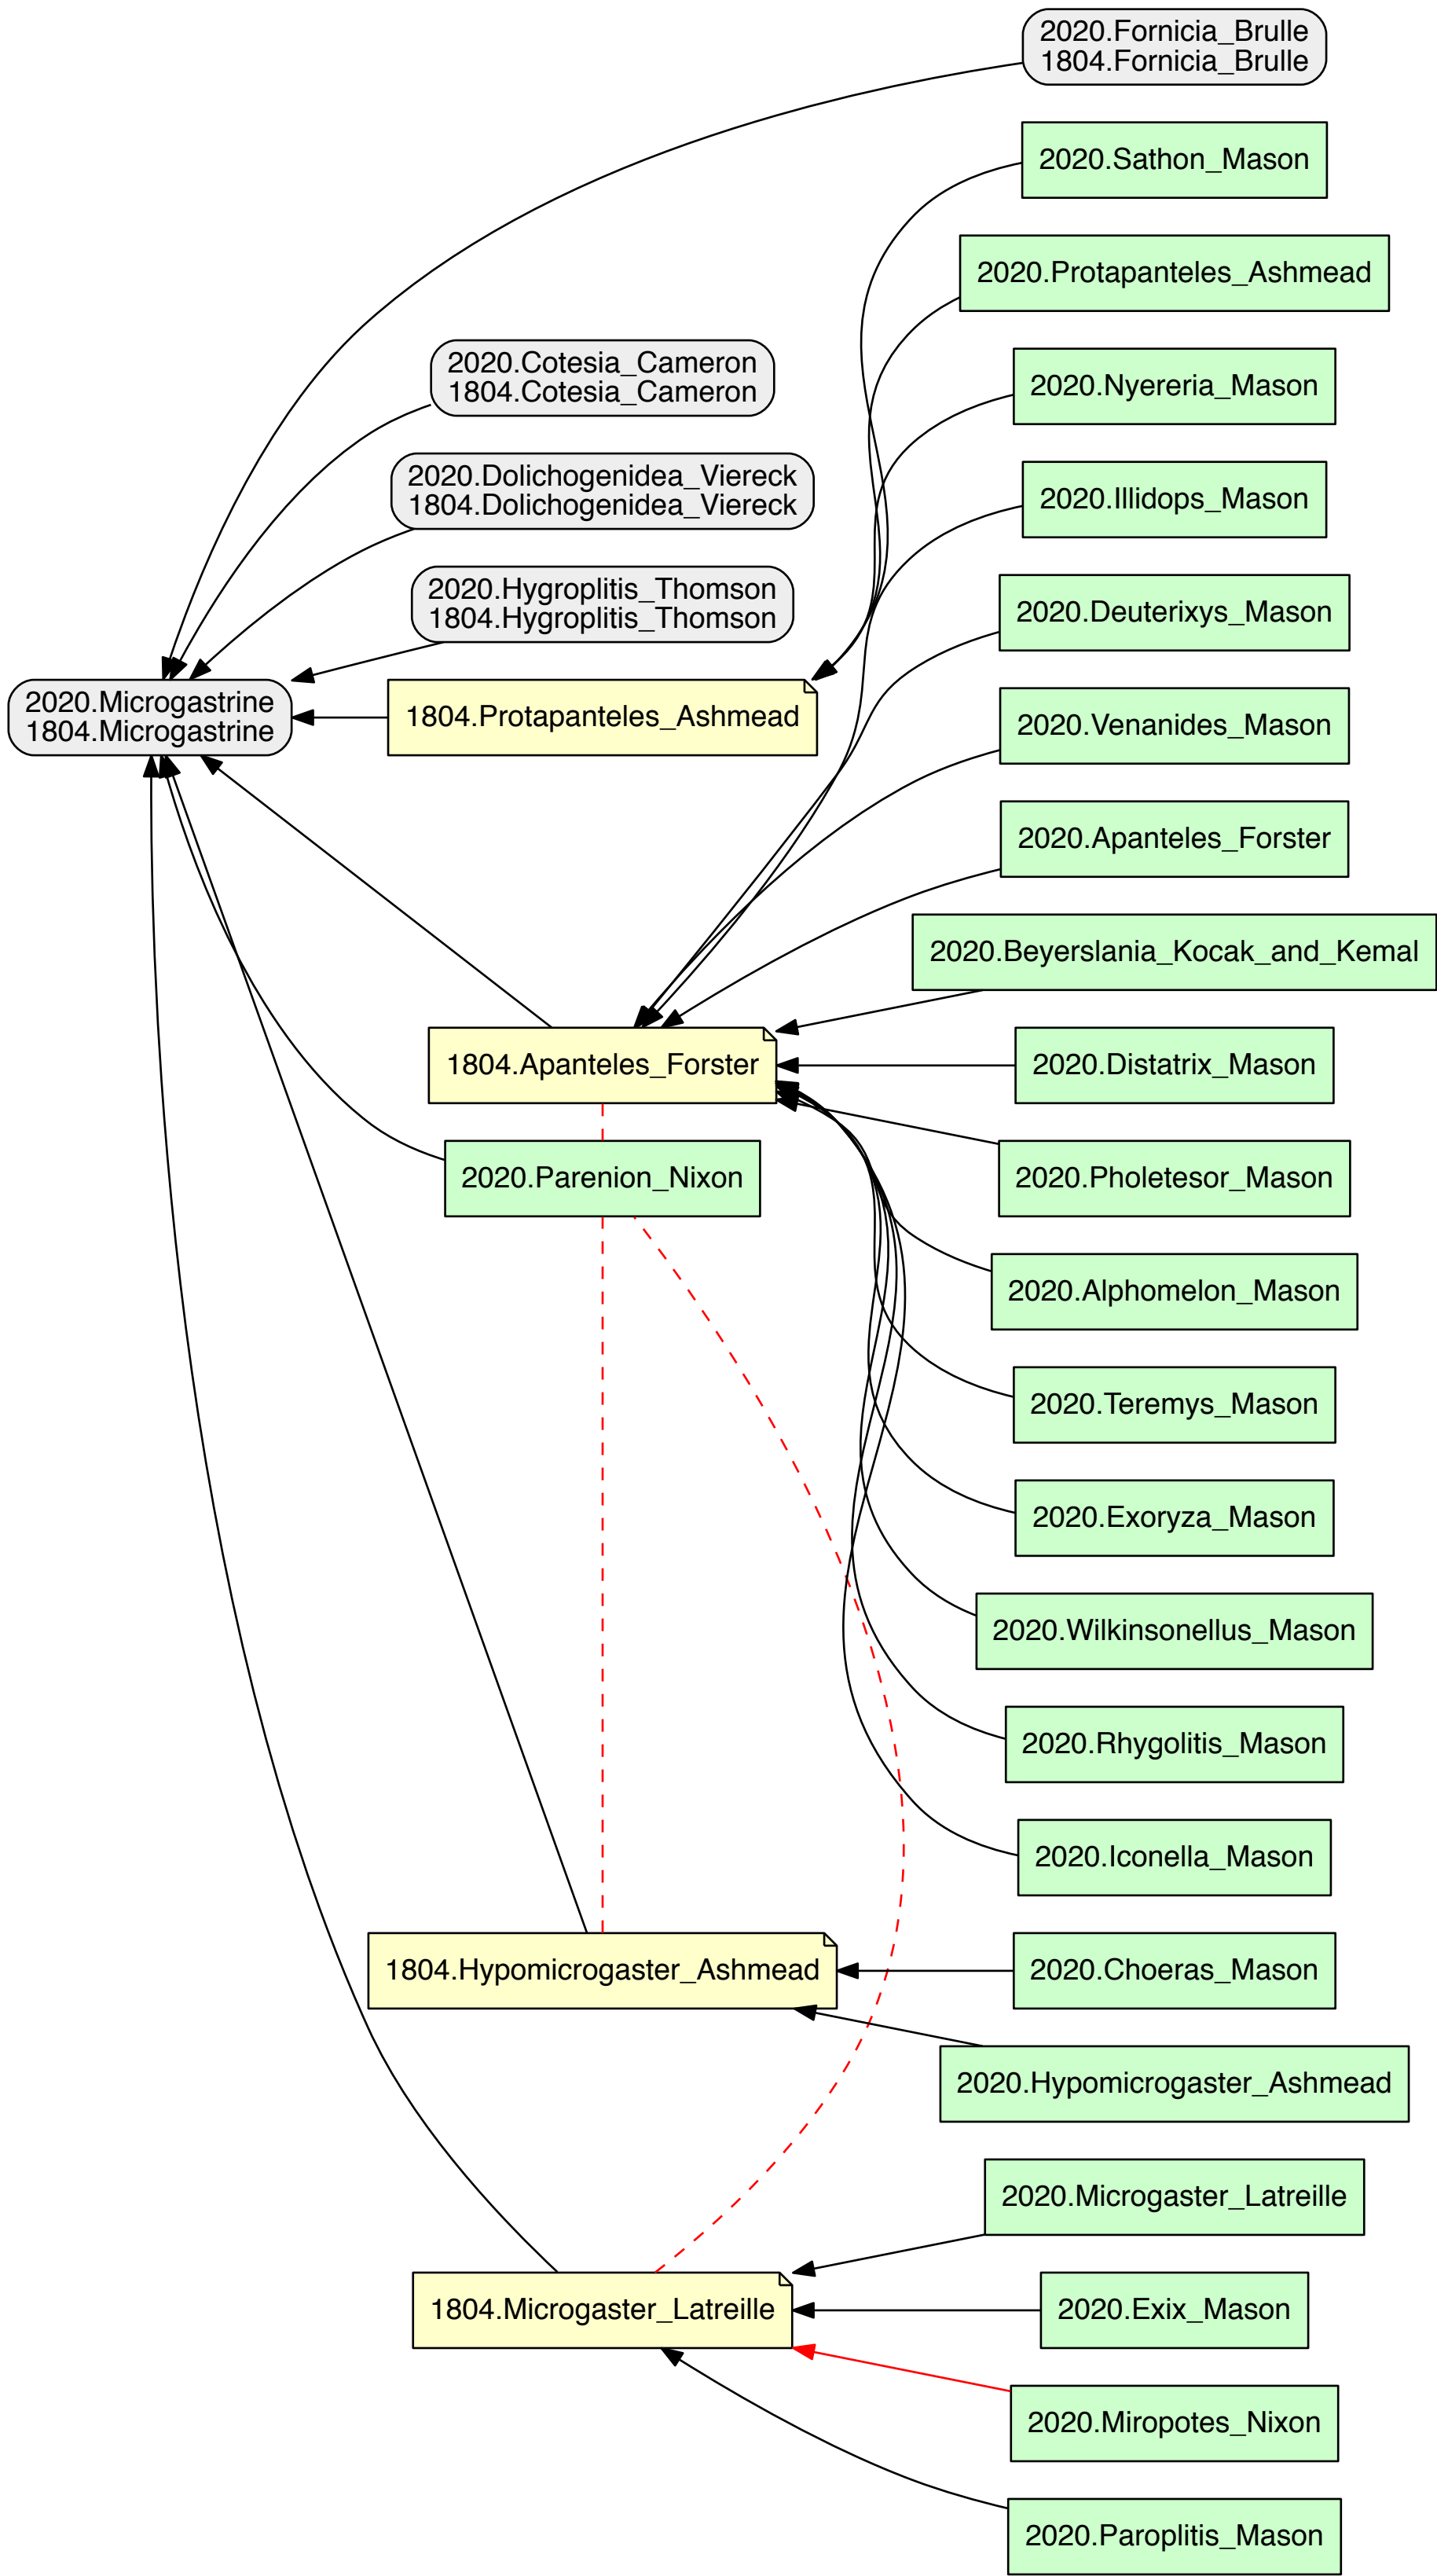 2020.Fornicia_Brulle
1804.Fornicia_Brulle
2020.Sathon_Mason
2020.Protapanteles_Ashmead
2020.Cotesia_Cameron
1804.Cotesia_Cameron
2020.Nyereria_Mason
2020.Dolichogenidea_Viereck
1804.Dolichogenidea_Viereck
2020.Illidops_Mason
2020.Hygroplitis_Thomson
1804.Hygroplitis_Thomson
2020.Deuterixys_Mason
2020.Microgastrine
1804.Microgastrine
1804.Protapanteles_Ashmead
2020.Venanides_Mason
2020.Apanteles_Forster
2020.Beyerslania_Kocak_and_Kemal
1804.Apanteles_Forster
2020.Distatrix_Mason
2020.Parenion_Nixon
2020.Pholetesor_Mason
2020.Alphomelon_Mason
2020.Teremys_Mason
2020.Exoryza_Mason
2020.Wilkinsonellus_Mason
2020.Rhygolitis_Mason
2020.Iconella_Mason
1804.Hypomicrogaster_Ashmead
2020.Choeras_Mason
2020.Hypomicrogaster_Ashmead
2020.Microgaster_Latreille
1804.Microgaster_Latreille
2020.Exix_Mason
2020.Miropotes_Nixon
2020.Paroplitis_Mason